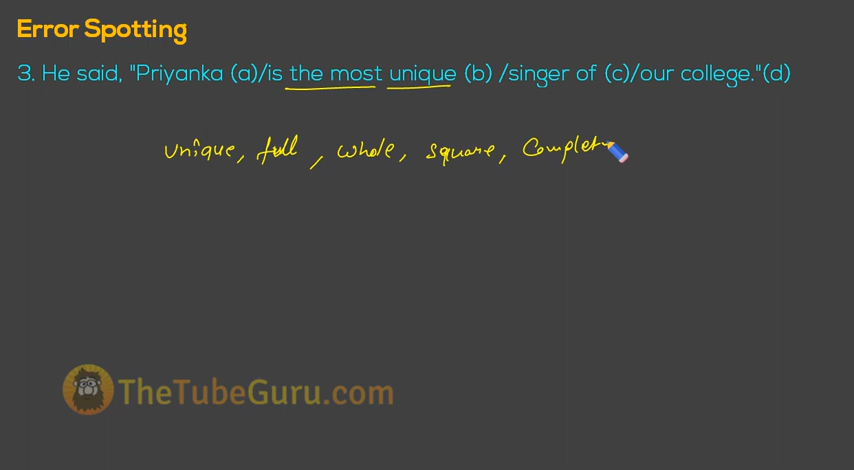 Error Spotting
3. He said, "Priyanka (a)/is the most unique (b) /singer of (c)/our college."(d)
unique, full, whole, square, Complet
TheTubeGuru.com